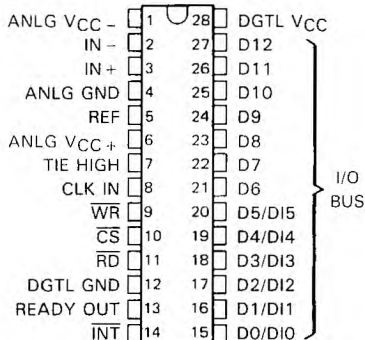 ANLG VCC - 1 28 DGTL VCC
IN - 2 27 D12
IN + 3 26 D11
ANLG GND 4 25 D10
REF 5 24 D9
ANLG VCC + 6 23 D8
TIE HIGH 7 22 D7
CLK IN 8 21 D6
WR 9 20 D5/DI5
CS 10 19 D4/DI4
RD 11 18 D3/DI3
DGTL GND 12 17 D2/DI2
READY OUT 13 16 D1/DI1
INT 14 15 D0/DI0
I/O
BUS